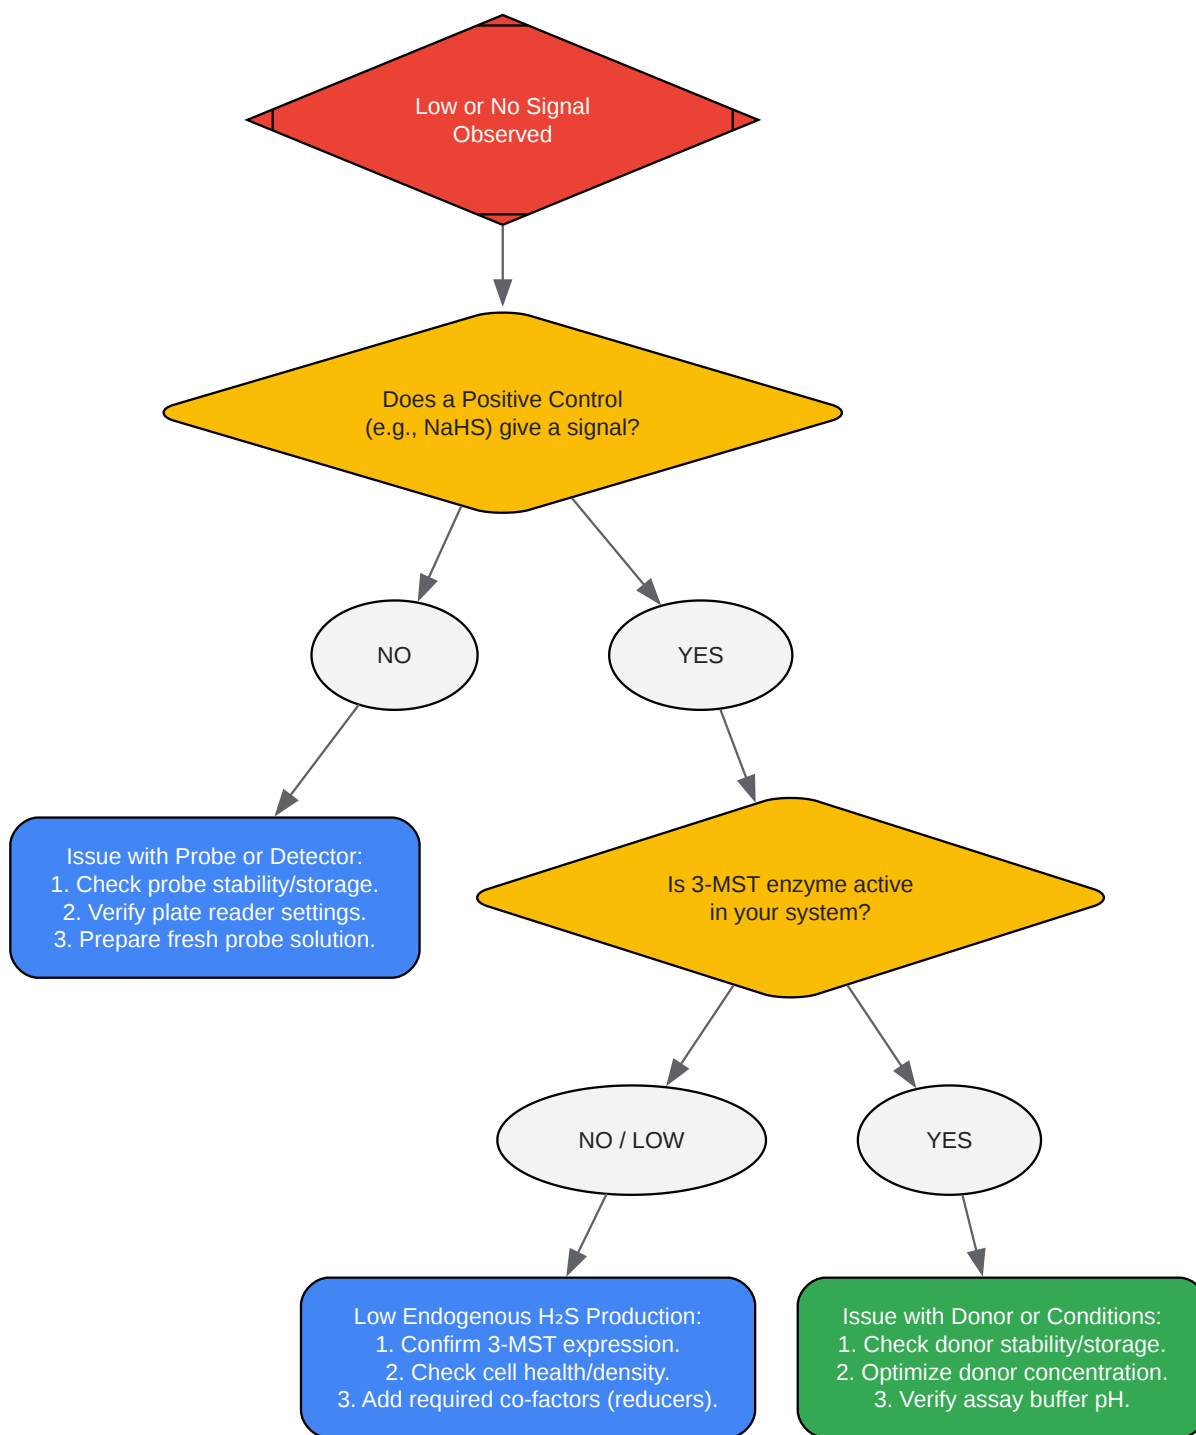 Low or No Signal
Observed
Does a Positive Control
(e.g., NaHS) give a signal?
NO
YES
Issue with Probe or Detector:
1. Check probe stability/storage.
2. Verify plate reader settings.
3. Prepare fresh probe solution.
Is 3-MST enzyme active
in your system?
NO / LOW
YES
Low Endogenous H₂S Production:
1. Confirm 3-MST expression.
2. Check cell health/density.
3. Add required co-factors (reducers).
Issue with Donor or Conditions:
1. Check donor stability/storage.
2. Optimize donor concentration.
3. Verify assay buffer pH.